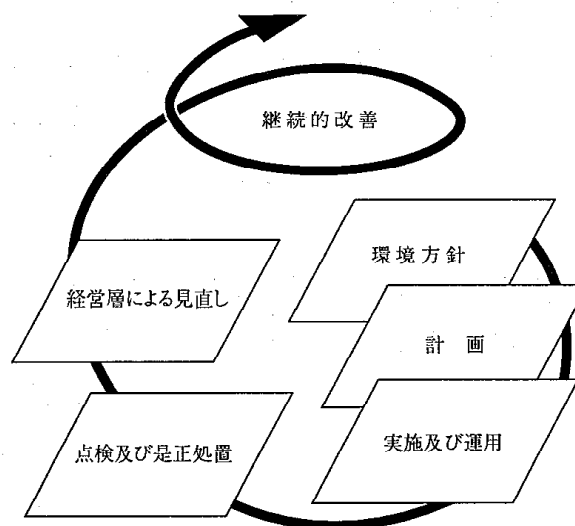 継続的改善
環境方針
計画
実施及び運用
点検及び是正処置
経営層による見直し